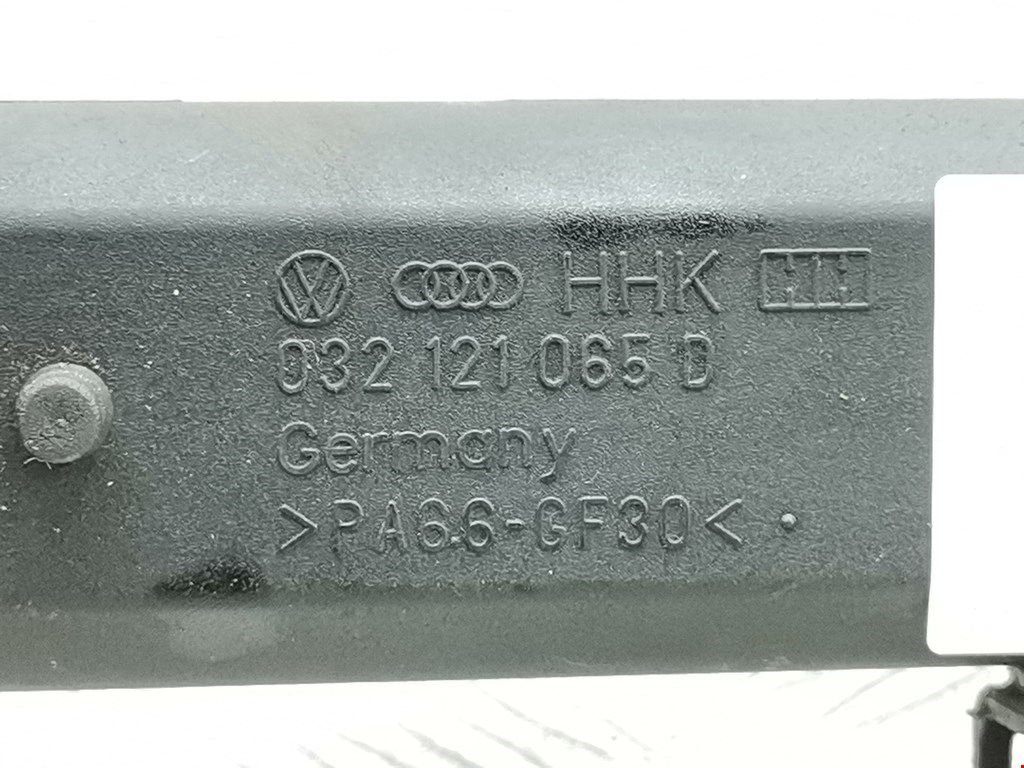 HHK
032 121 065 D
Germany
>PA66-GF30<